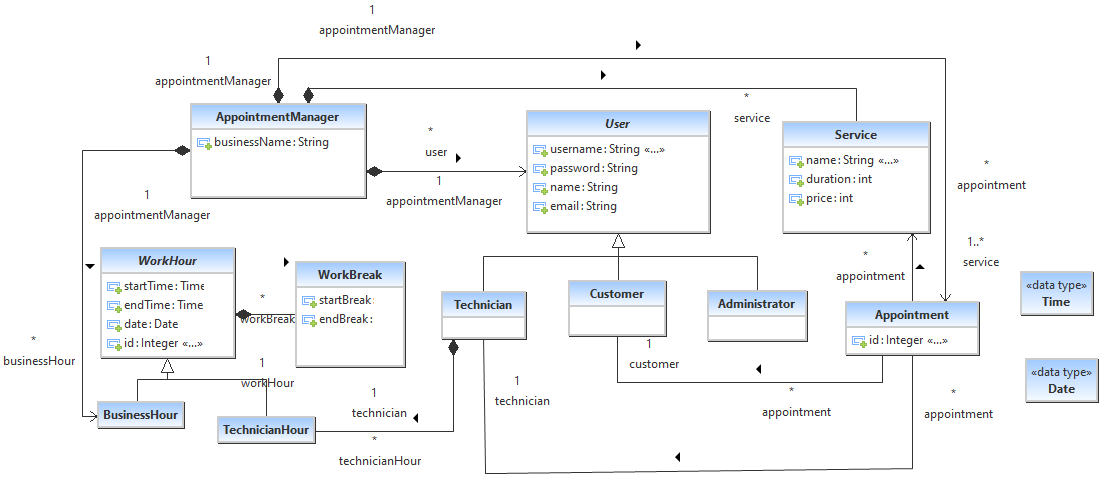 1
appointmentManager
1
appointmentManager
AppointmentManager
businessName: String
*
user
1
appointmentManager
User
username: String «...»
password: String
name: String
email: String
*
service
Service
name: String «...»
duration: int
price: int
*
appointment
1
appointmentManager
WorkHour
startTime: Time
endTime: Time
date: Date
id: Integer «...»
*
workBreak
WorkBreak
startBreak:
endBreak:
1
workHour
*
businessHour
BusinessHour
TechnicianHour
Technician
Customer
Administrator
*
appointment
1..*
service
Appointment
id: Integer «...»
«data type»
Time
«data type»
Date
1
customer
*
appointment
1
technician
*
technicianHour
1
technician
*
appointment